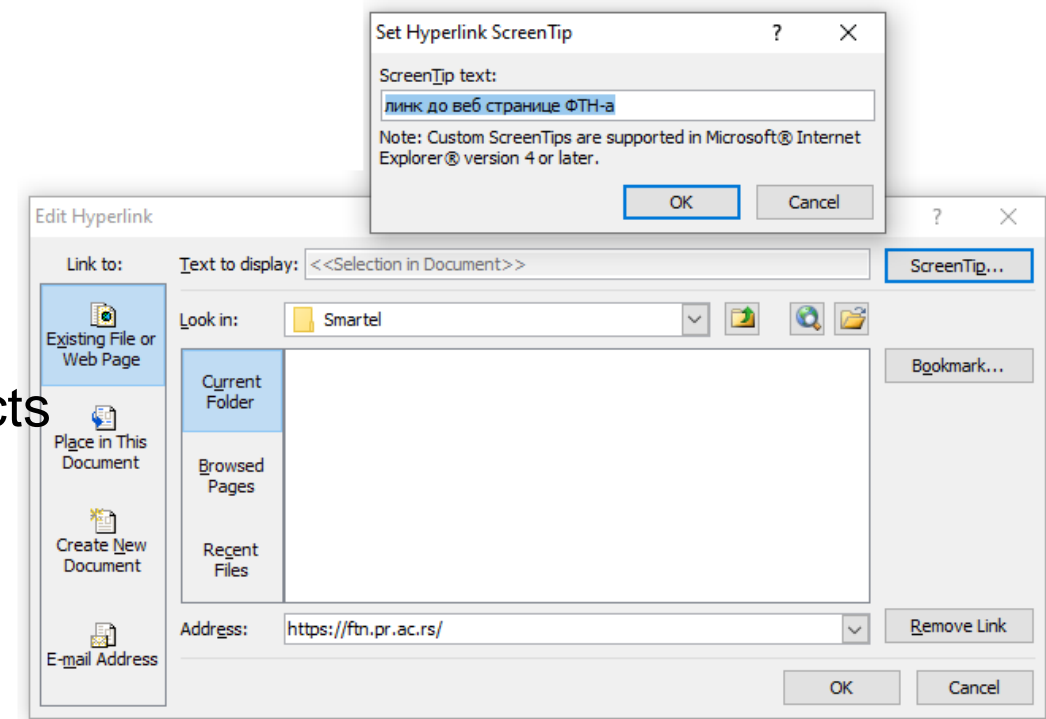 Set Hyperlink ScreenTip
ScreenTip text:
линк до веб странице ФТН-а
Note: Custom ScreenTips are supported in Microsoft® Internet
Explorer® version 4 or later.
OK Cancel
Edit Hyperlink
Link to: Text to display: <<Selection in Document>> ScreenTip...
Look in: Smartel
Existing File or
Web Page
Bookmark...
Current
Folder
cts
Place in This
Document
Browsed
Pages
Create New
Document
Recent
Files
Address: https://ftn.pr.ac.rs/ Remove Link
E-mail Address
OK Cancel